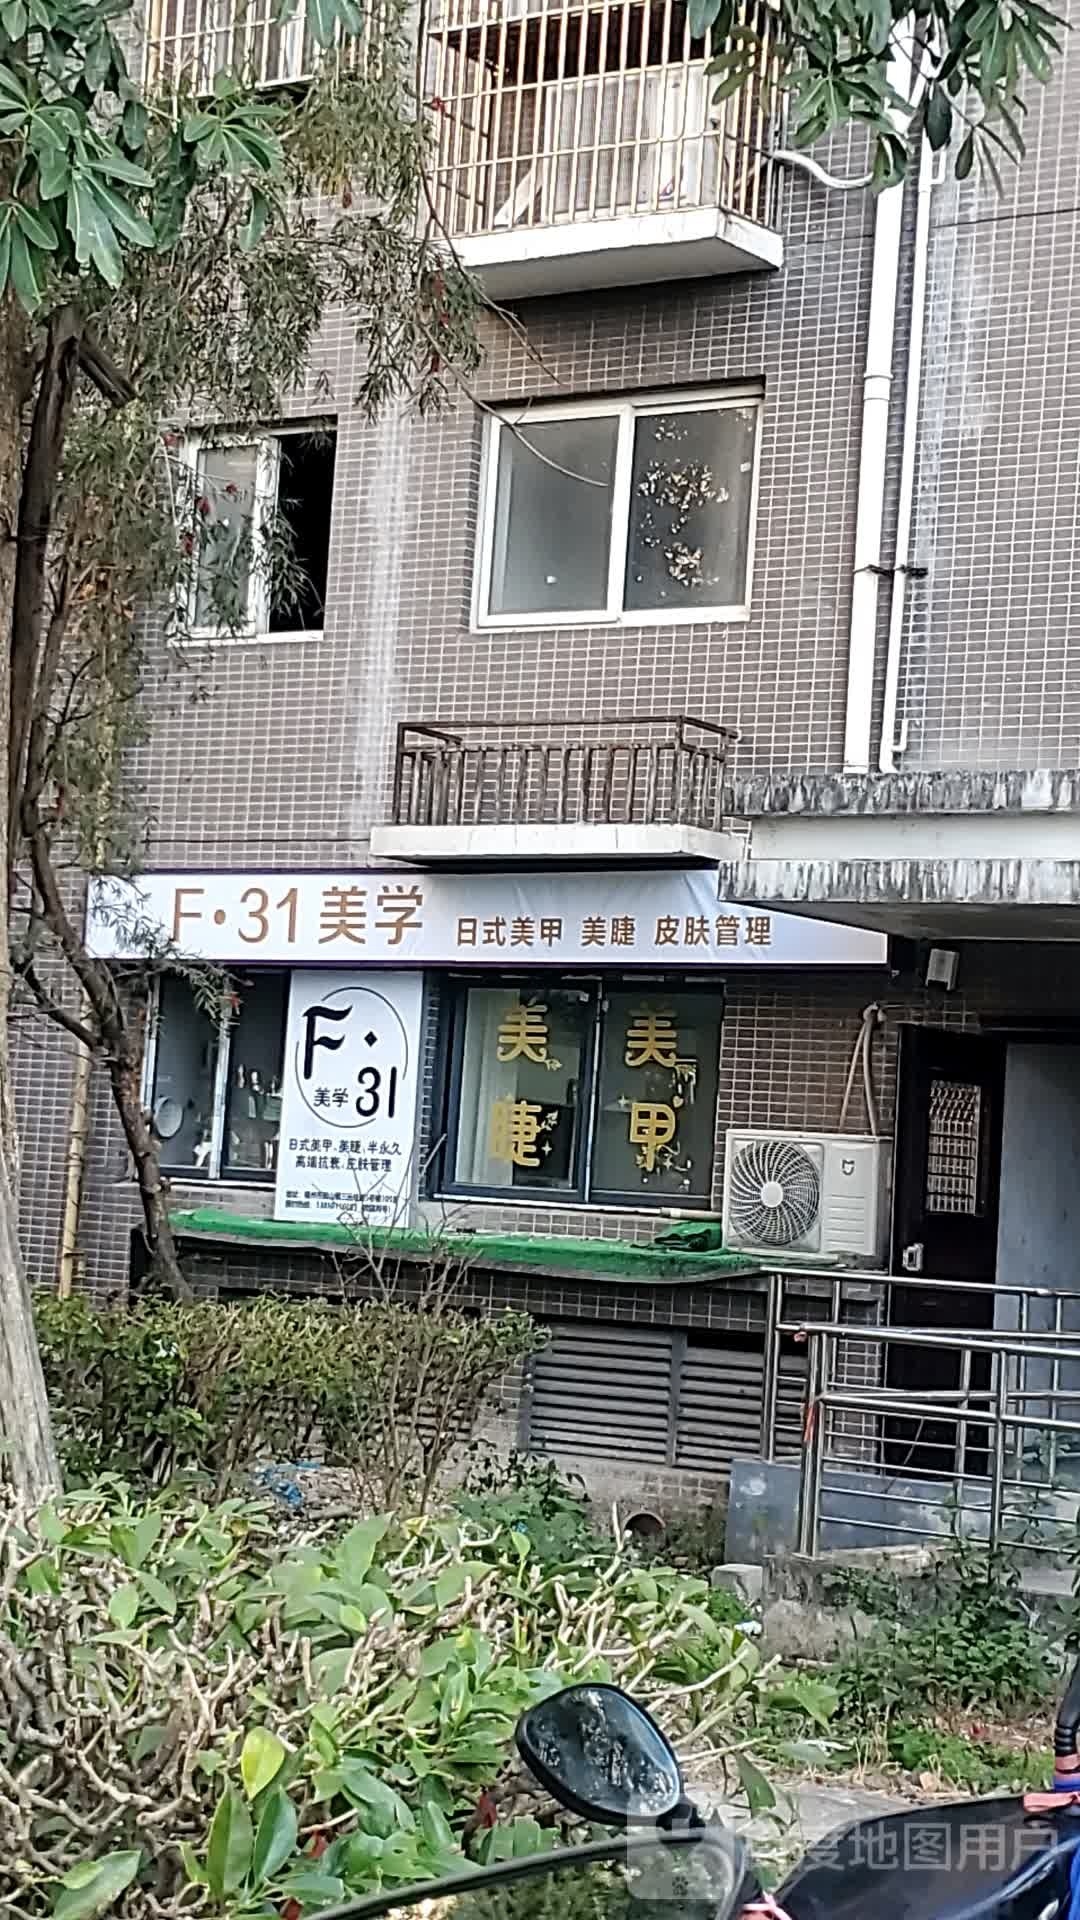 F·31美学 日式美甲 美睫 皮肤管理
F·31
美学
日式美甲、美睫、半永久
高端抗衰、皮肤管理
美睫
美甲
度地图用户